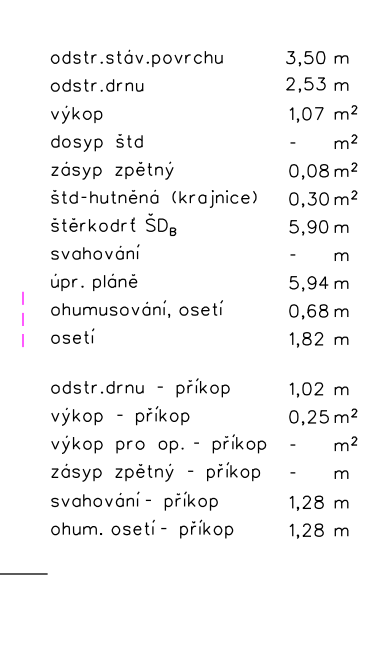 odstr.stáv.povrchu 3,50 m
odstr.drnu 2,53 m
výkop 1,07 m²
dosyp štd - m²
zásyp zpětný 0,08 m²
štd-hutněná (krajnice) 0,30 m²
štěrkodrť ŠD_B 5,90 m
svahování - m
úpr. pláně 5,94 m
ohumusování, osetí 0,68 m
osetí 1,82 m
odstr.drnu - příkop 1,02 m
výkop - příkop 0,25 m²
výkop pro op. - příkop - m²
zásyp zpětný - příkop - m
svahování - příkop 1,28 m
ohum. osetí - příkop 1,28 m